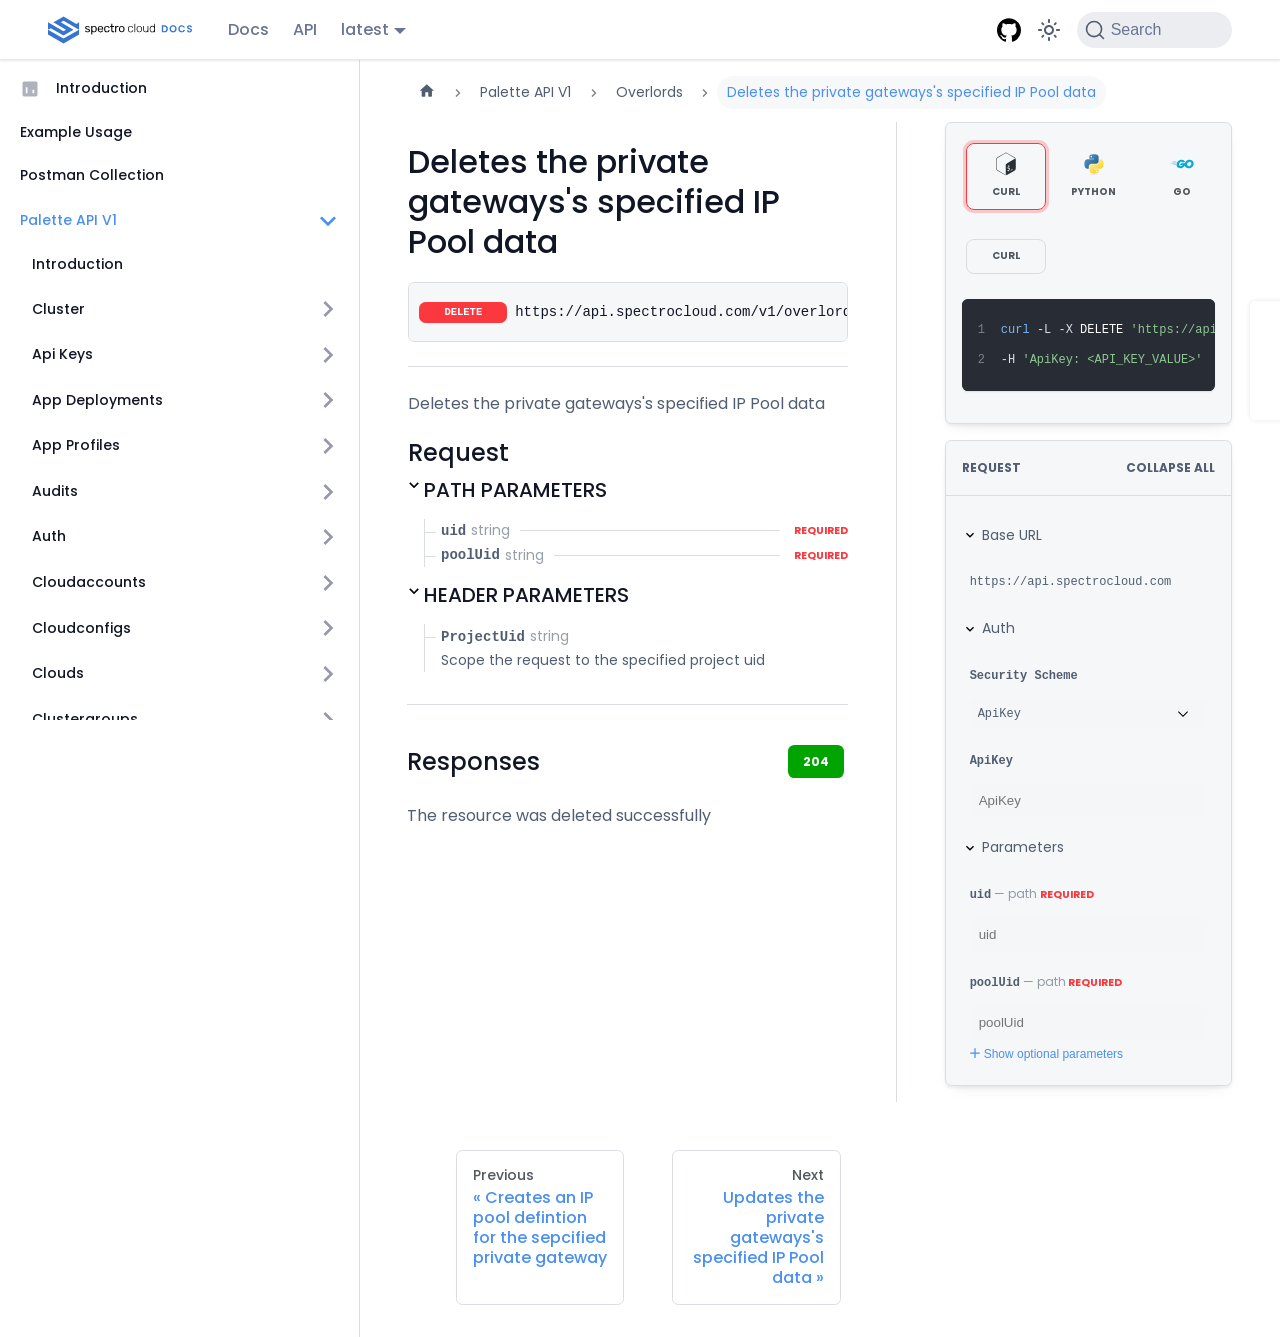 spectro cloud DOCS
Docs
API
latest
Search
Introduction
Example Usage
Postman Collection
Palette API V1
Introduction
Cluster
Api Keys
App Deployments
App Profiles
Audits
Auth
Cloudaccounts
Cloudconfigs
Clouds
Clustergroups
Palette API V1
Overlords
Deletes the private gateways's specified IP Pool data
Deletes the private
gateways's specified IP
Pool data
DELETE https://api.spectrocloud.com/v1/overlord
Deletes the private gateways's specified IP Pool data
Request
PATH PARAMETERS
uid string REQUIRED
poolUid string REQUIRED
HEADER PARAMETERS
ProjectUid string
Scope the request to the specified project uid
Responses
204
The resource was deleted successfully
CURL
PYTHON
GO
CURL
1 curl -L -X DELETE 'https://api
2 -H 'ApiKey: <API_KEY_VALUE>'
REQUEST
COLLAPSE ALL
Base URL
https://api.spectrocloud.com
Auth
Security Scheme
ApiKey
ApiKey
ApiKey
Parameters
uid — path REQUIRED
uid
poolUid — path REQUIRED
poolUid
Show optional parameters
Previous
« Creates an IP
pool defintion
for the sepcified
private gateway
Next
Updates the
private
gateways's
specified IP Pool
data »